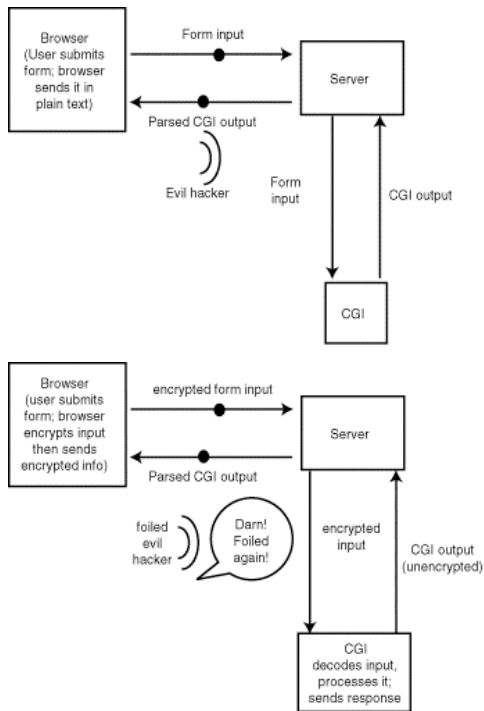 Browser
(User submits
form; browser
sends it in
plain text)
Form input
Server
Parsed CGI output
Evil hacker
Form
input
CGI output
CGI
Browser
(user submits
form; browser
encrypts input
then sends
encrypted info)
encrypted form input
Server
Parsed CGI output
foiled
evil
hacker
Darn!
Foiled
again!
encrypted
input
CGI output
(unencrypted)
CGI
decodes input,
processes it;
sends response